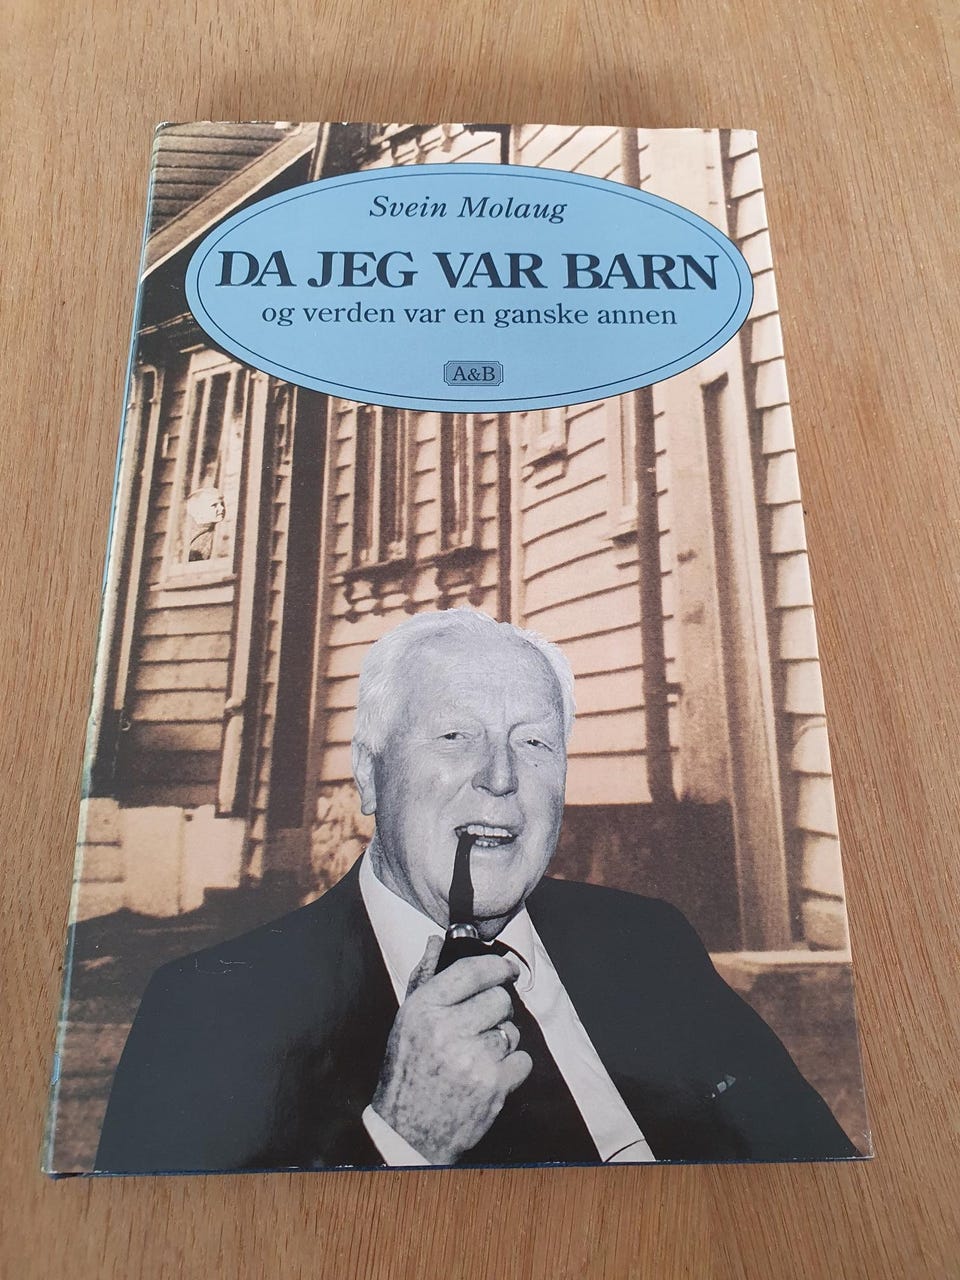 Svein Molaug
DA JEG VAR BARN
og verden var en ganske annen
A&B